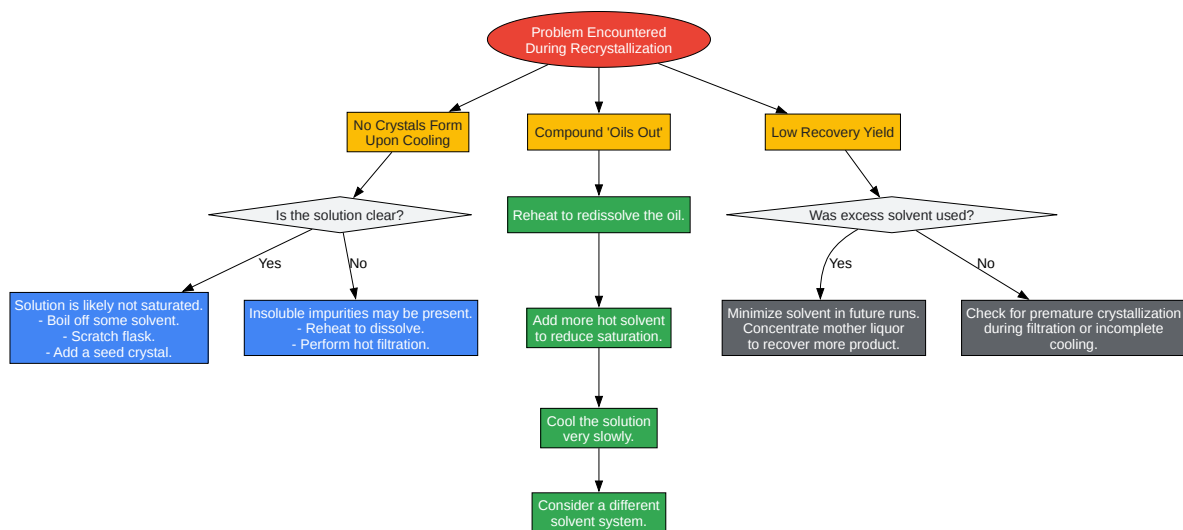 Problem Encountered
During Recrystallization
No Crystals Form
Upon Cooling
Compound 'Oils Out'
Low Recovery Yield
Is the solution clear?
Reheat to redissolve the oil.
Was excess solvent used?
Yes
No
Yes
No
Solution is likely not saturated.
- Boil off some solvent.
- Scratch flask.
- Add a seed crystal.
Insoluble impurities may be present.
- Reheat to dissolve.
- Perform hot filtration.
Add more hot solvent
to reduce saturation.
Minimize solvent in future runs.
Concentrate mother liquor
to recover more product.
Check for premature crystallization
during filtration or incomplete
cooling.
Cool the solution
very slowly.
Consider a different
solvent system.